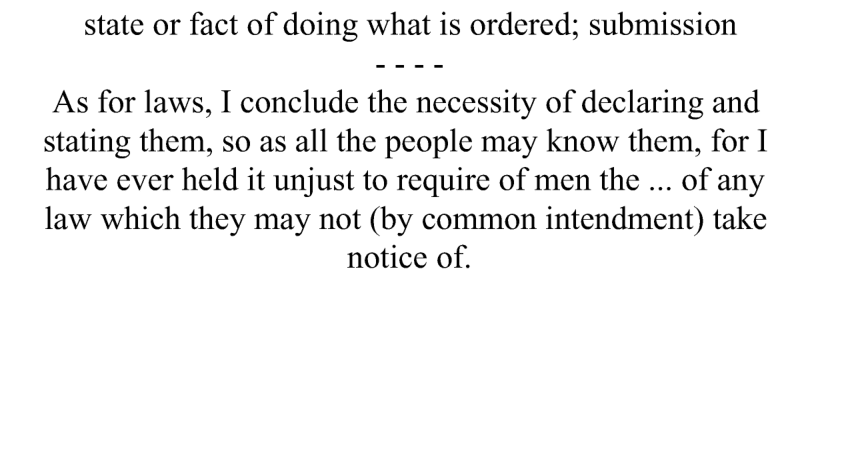 state or fact of doing what is ordered; submission
- - - -
As for laws, I conclude the necessity of declaring and
stating them, so as all the people may know them, for I
have ever held it unjust to require of men the ... of any
law which they may not (by common intendment) take
notice of.